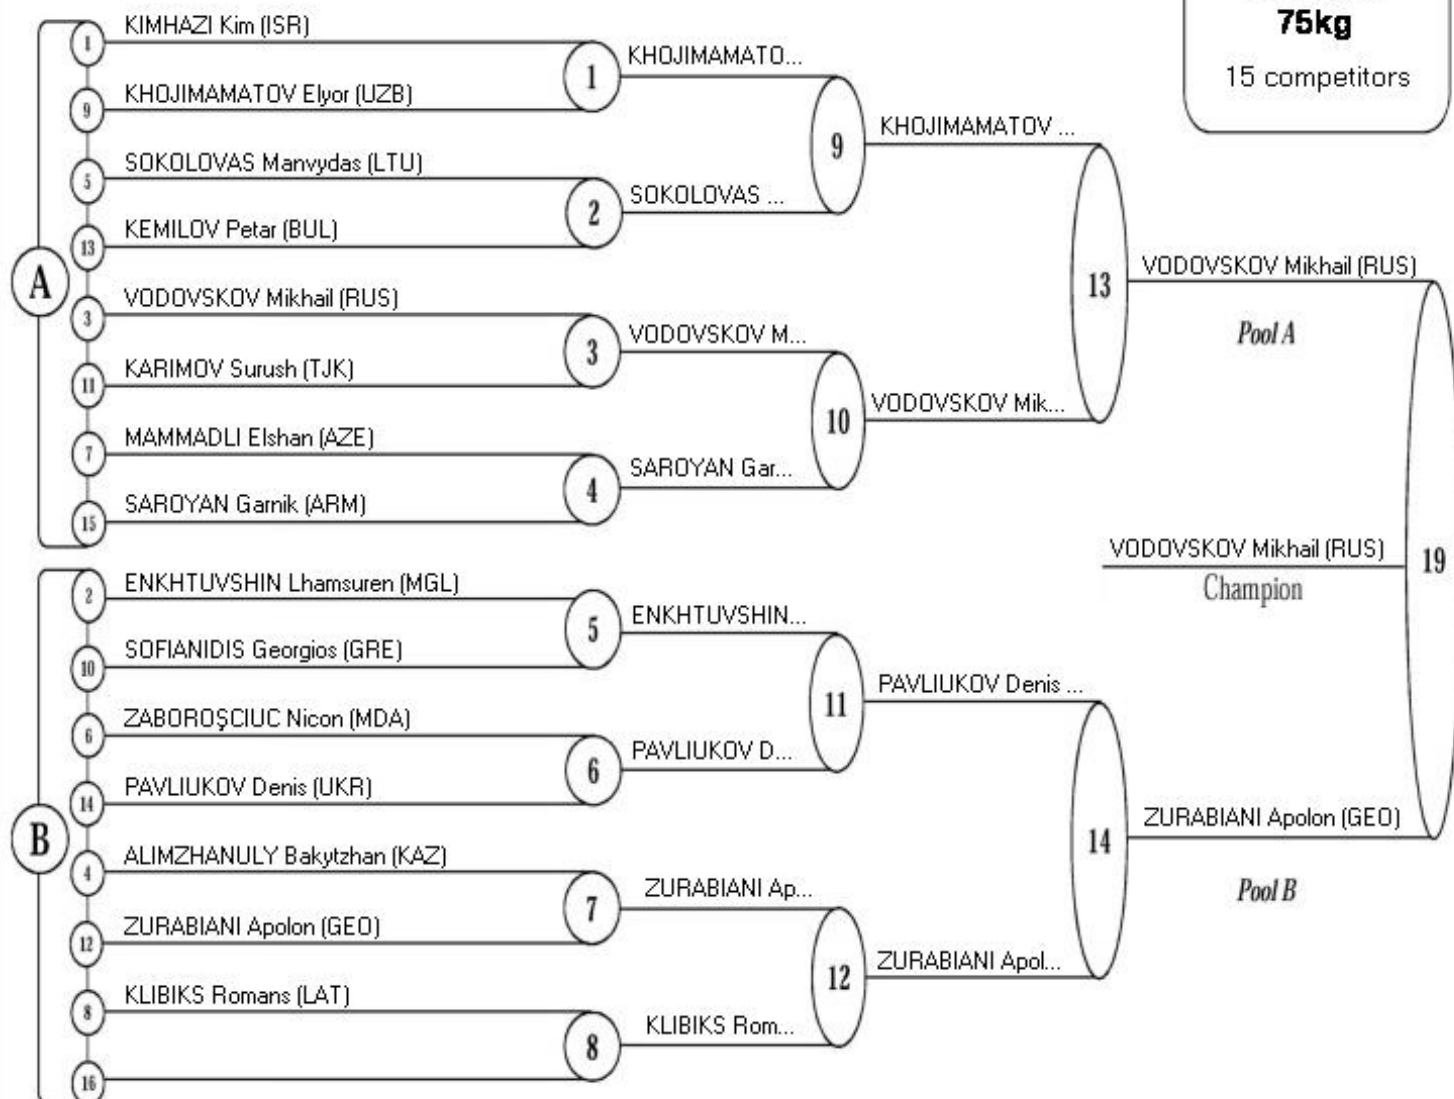 75kg
15 competitors
A
1 KIMHAZI Kim (ISR)
9 KHOJIMAMATOV Elyor (UZB)
1
5 SOKOLOVAS Manvydas (LTU)
13 KEMILOV Petar (BUL)
2
3 VODOVSKOV Mikhail (RUS)
11 KARIMOV Surush (TJK)
3
7 MAMMADLI Elshan (AZE)
15 SAROYAN Garnik (ARM)
4
B
2 ENKHTUVSHIN Lhamsuren (MGL)
10 SOFIANIDIS Georgios (GRE)
5
6 ZABOROŞCIUC Nicon (MDA)
14 PAVLIUKOV Denis (UKR)
6
4 ALIMZHANULY Bakytzhan (KAZ)
12 ZURABIANI Apolon (GEO)
7
8 KLIBIKS Romans (LAT)
16
8
KHOJIMAMATO...
SOKOLOVAS ...
9
VODOVSKOV M...
SAROYAN Gar...
10
ENKHTUVSHIN...
PAVLIUKOV D...
11
ZURABIANI Ap...
KLIBIKS Rom...
12
KHOJIMAMATOV ...
VODOVSKOV Mik...
13
PAVLIUKOV Denis ...
ZURABIANI Apol...
14
VODOVSKOV Mikhail (RUS)
Pool A
VODOVSKOV Mikhail (RUS)
Champion
19
ZURABIANI Apolon (GEO)
Pool B